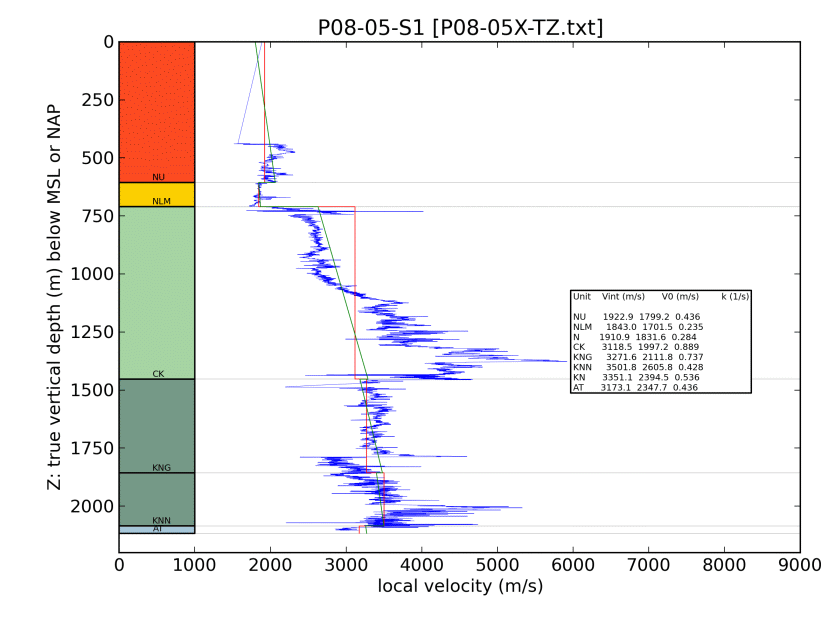 P08-05-S1 [P08-05X-TZ.txt]
Z: true vertical depth (m) below MSL or NAP
0
250
500
750
1000
1250
1500
1750
2000
NU
NLM
CK
KNG
KNN
AT
Unit Vint (m/s) V0 (m/s) k (1/s)
NU 1922.9 1799.2 0.436
NLM 1843.0 1701.5 0.235
N 1910.9 1831.6 0.284
CK 3118.5 1997.2 0.889
KNG 3271.6 2111.8 0.737
KNN 3501.8 2605.8 0.428
KN 3351.1 2394.5 0.536
AT 3173.1 2347.7 0.436
0 1000 2000 3000 4000 5000 6000 7000 8000 9000
local velocity (m/s)